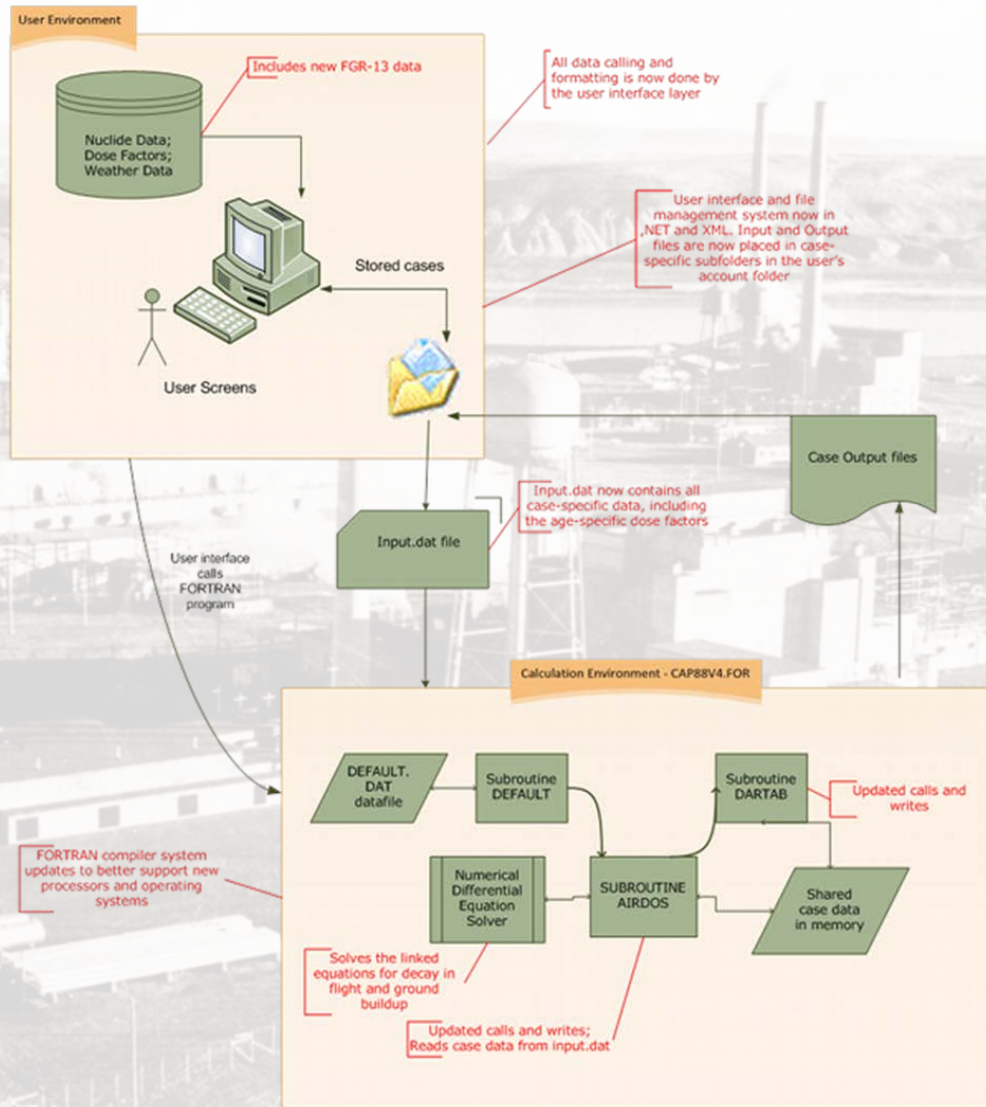 User Environment
Includes new FGR-13 data
Nuclide Data;
Dose Factors;
Weather Data
All data calling and
formatting is now done by
the user interface layer
User interface and file
management system now in
.NET and XML. Input and Output
files are now placed in case-
specific subfolders in the user's
account folder
Stored cases
User Screens
Case Output files
Input.dat now contains all
case-specific data, including
the age-specific dose factors
Input.dat file
User interface
calls
FORTRAN
program
Calculation Environment - CAP88V4.FOR
DEFAULT.
DAT
datafile
Subroutine
DEFAULT
Subroutine
DARTAB
Updated calls and
writes
FORTRAN compiler system
updates to better support new
processors and operating
systems
Numerical
Differential
Equation
Solver
SUBROUTINE
AIRDOS
Shared
case data
in memory
Solves the linked
equations for decay in
flight and ground
buildup
Updated calls and writes;
Reads case data from input.dat